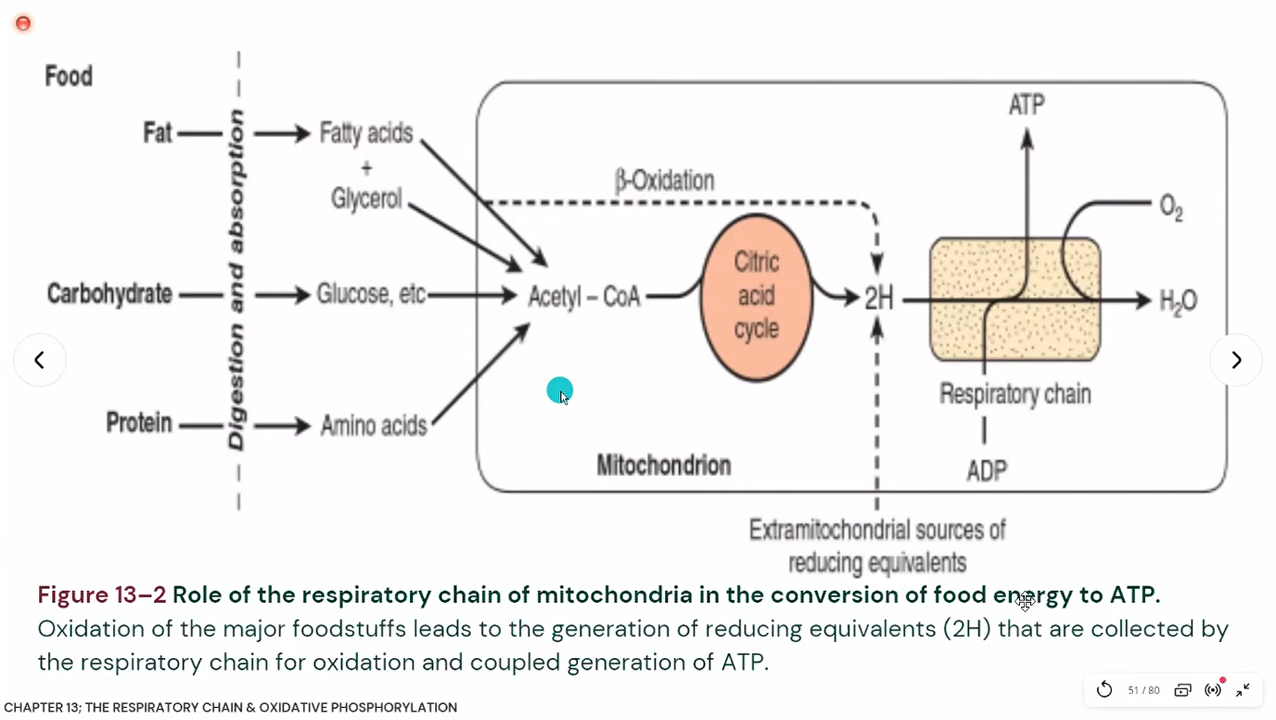 Food
Fat
Fatty acids
+
Glycerol
Carbohydrate
Glucose, etc
Protein
Amino acids
Digestion and absorption
β-Oxidation
Acetyl – CoA
Citric
acid
cycle
2H
ATP
O₂
H₂O
Respiratory chain
ADP
Mitochondrion
Extramitochondrial sources of
reducing equivalents
Figure 13–2 Role of the respiratory chain of mitochondria in the conversion of food energy to ATP.
Oxidation of the major foodstuffs leads to the generation of reducing equivalents (2H) that are collected by
the respiratory chain for oxidation and coupled generation of ATP.
51 / 80
CHAPTER 13; THE RESPIRATORY CHAIN & OXIDATIVE PHOSPHORYLATION